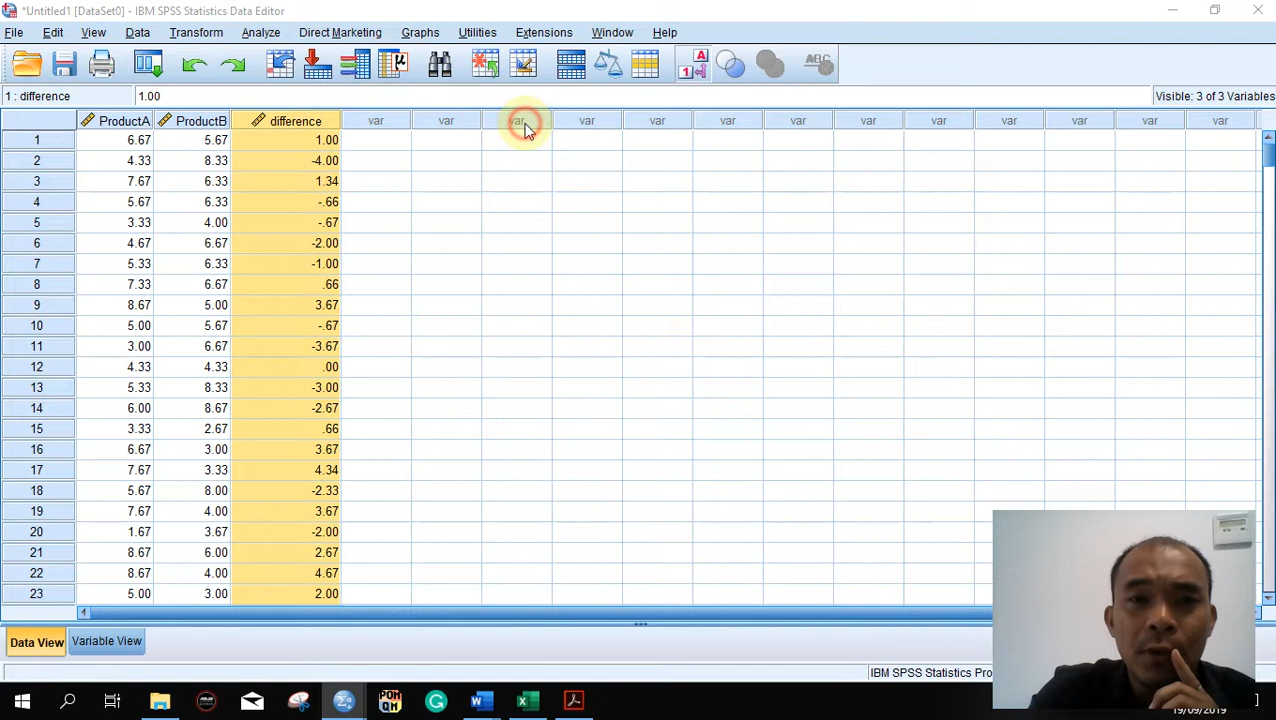 *Untitled1 [DataSet0] - IBM SPSS Statistics Data Editor
File Edit View Data Transform Analyze Direct Marketing Graphs Utilities Extensions Window Help
1 : difference 1.00 Visible: 3 of 3 Variables
ProductA ProductB difference var var var var var var var var var var var var var
1 6.67 5.67 1.00
2 4.33 8.33 -4.00
3 7.67 6.33 1.34
4 5.67 6.33 -.66
5 3.33 4.00 -.67
6 4.67 6.67 -2.00
7 5.33 6.33 -1.00
8 7.33 6.67 .66
9 8.67 5.00 3.67
10 5.00 5.67 -.67
11 3.00 6.67 -3.67
12 4.33 4.33 .00
13 5.33 8.33 -3.00
14 6.00 8.67 -2.67
15 3.33 2.67 .66
16 6.67 3.00 3.67
17 7.67 3.33 4.34
18 5.67 8.00 -2.33
19 7.67 4.00 3.67
20 1.67 3.67 -2.00
21 8.67 6.00 2.67
22 8.67 4.00 4.67
23 5.00 3.00 2.00
Data View Variable View
IBM SPSS Statistics Pro
19/09/2019